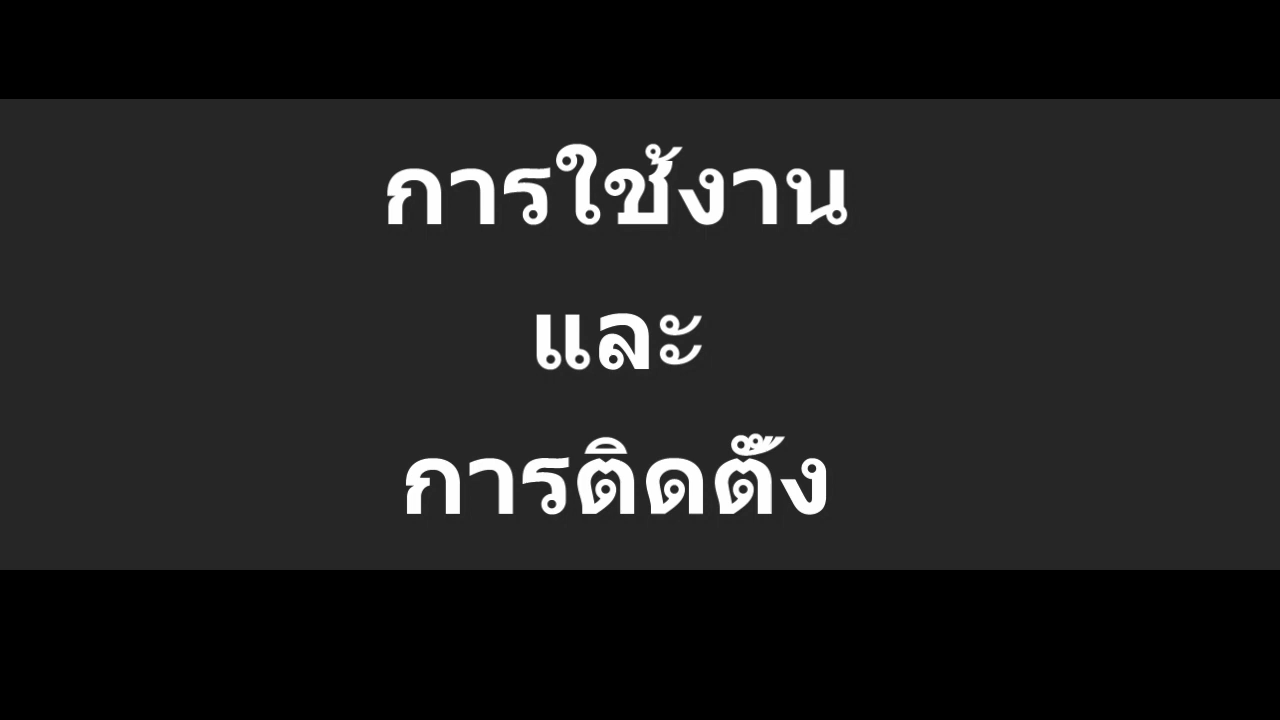 การใช้งาน
และ
การติดตั้ง